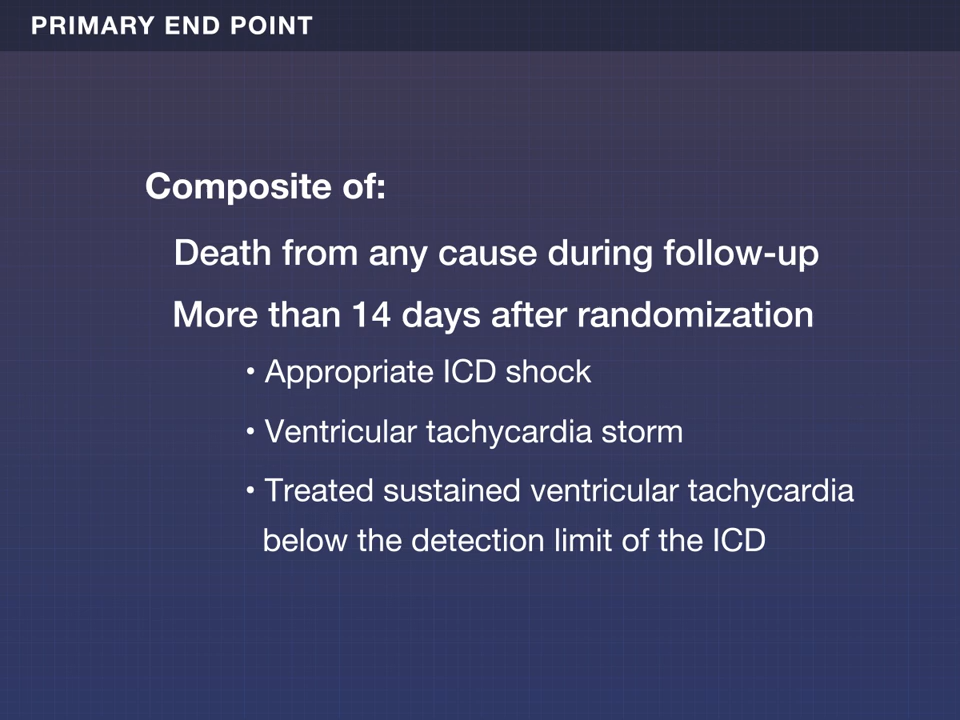 PRIMARY END POINT
Composite of:
Death from any cause during follow-up
More than 14 days after randomization
• Appropriate ICD shock
• Ventricular tachycardia storm
• Treated sustained ventricular tachycardia
below the detection limit of the ICD